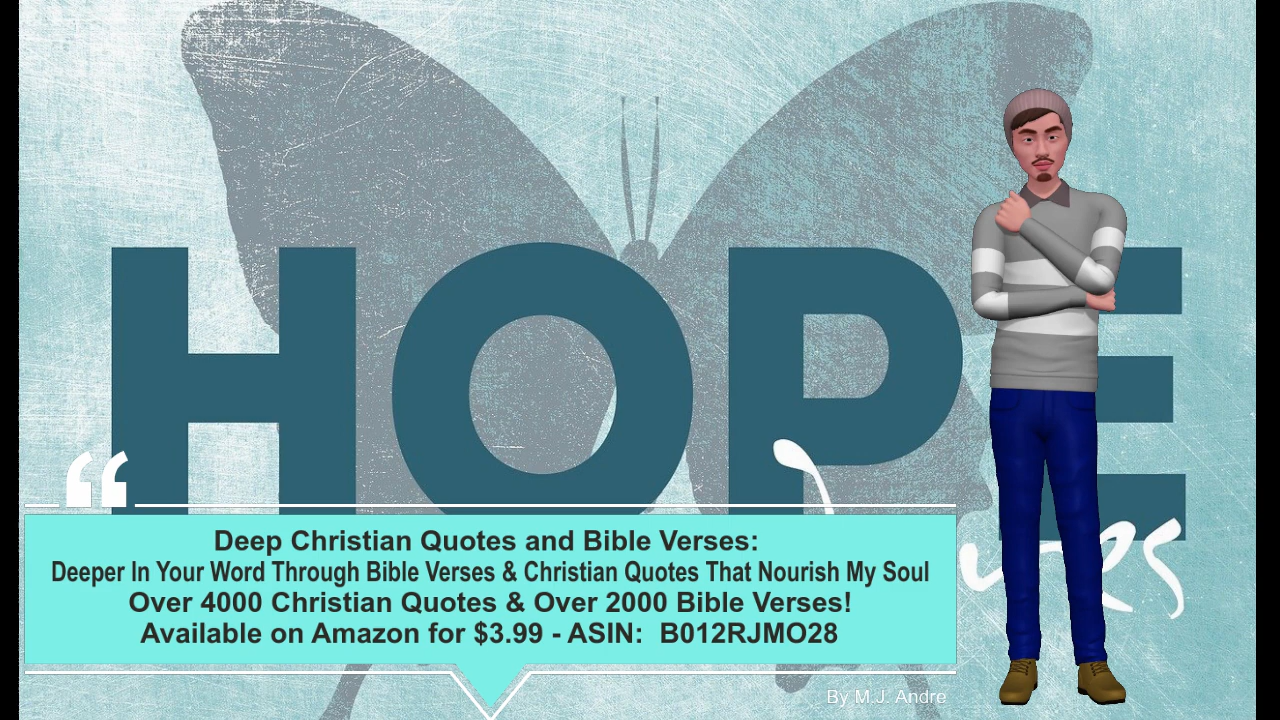 HOPE
“
Deep Christian Quotes and Bible Verses:
Deeper In Your Word Through Bible Verses & Christian Quotes That Nourish My Soul
Over 4000 Christian Quotes & Over 2000 Bible Verses!
Available on Amazon for $3.99 - ASIN: B012RJMO28
By M.J. Andre